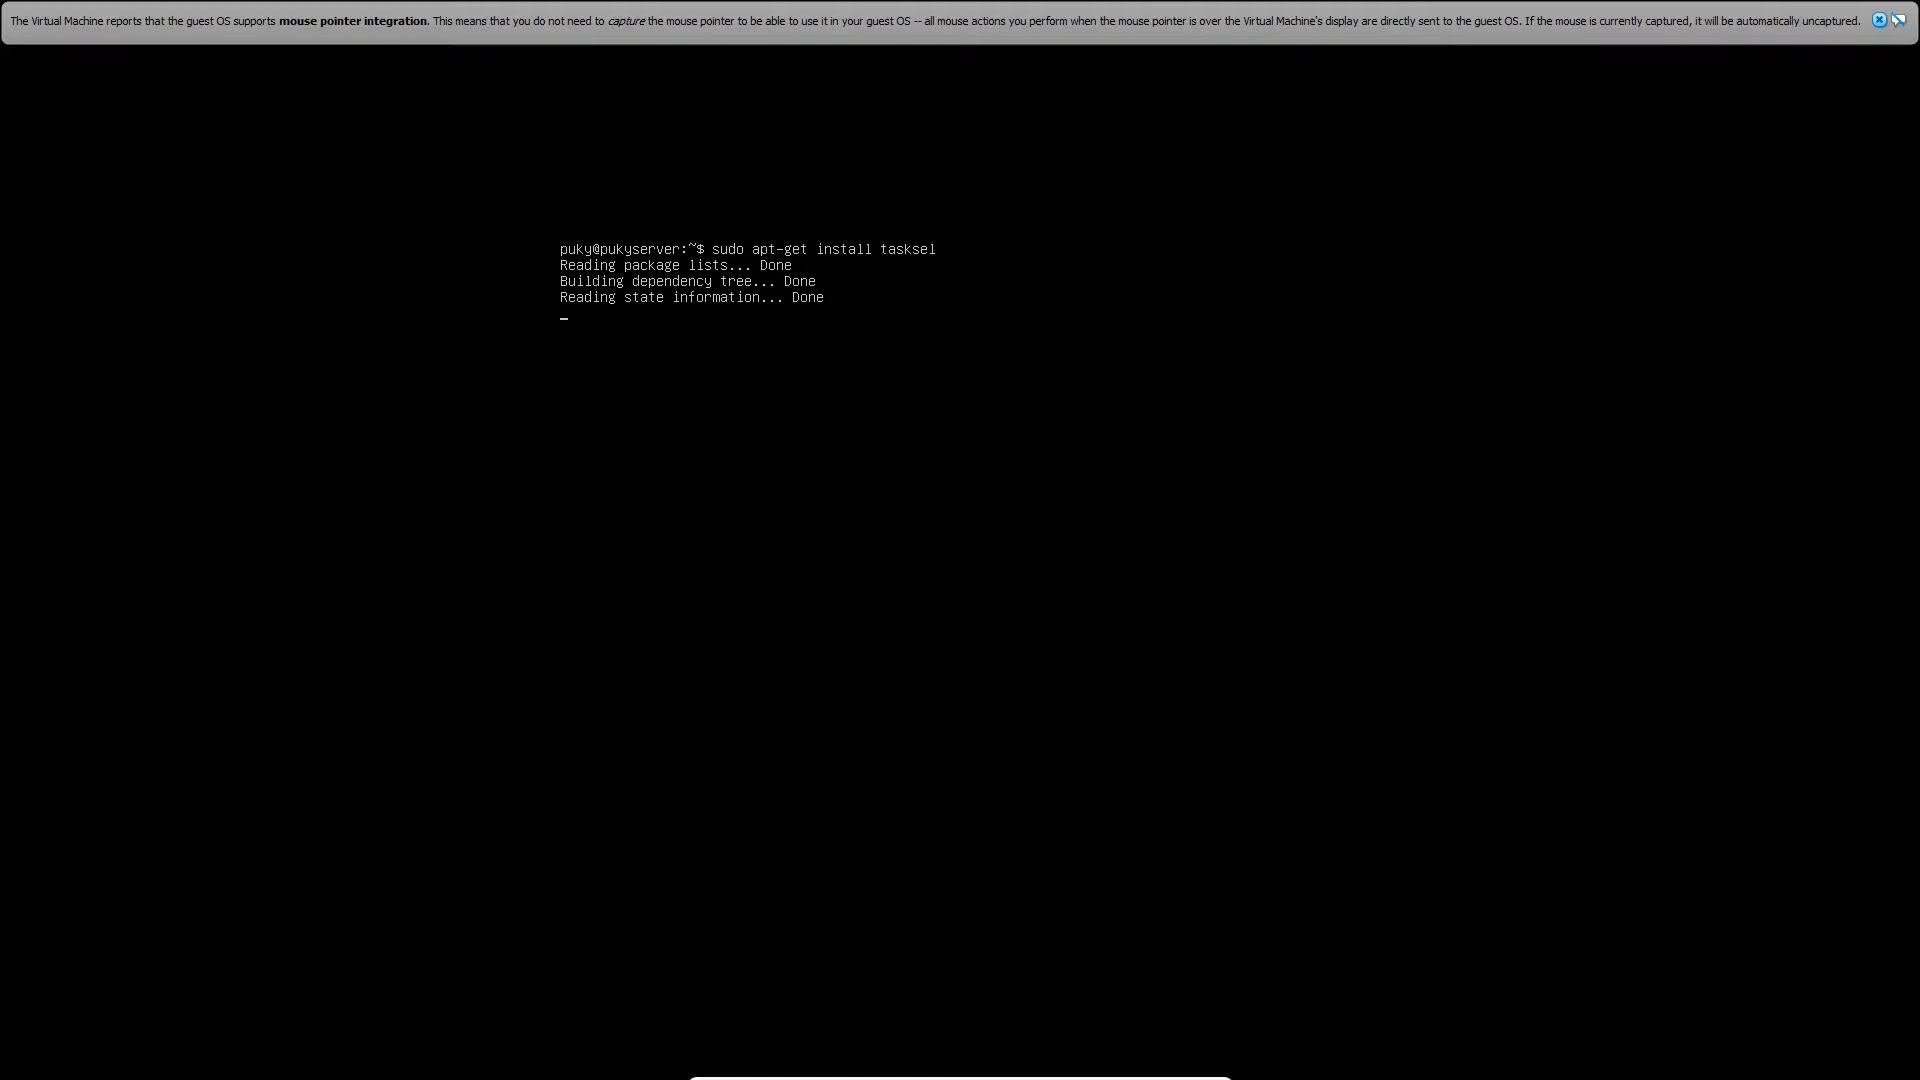 The Virtual Machine reports that the guest OS supports mouse pointer integration. This means that you do not need to capture the mouse pointer to be able to use it in your guest OS -- all mouse actions you perform when the mouse pointer is over the Virtual Machine's display are directly sent to the guest OS. If the mouse is currently captured, it will be automatically uncaptured.
puky@pukyserver:~$ sudo apt-get install tasksel
Reading package lists... Done
Building dependency tree... Done
Reading state information... Done